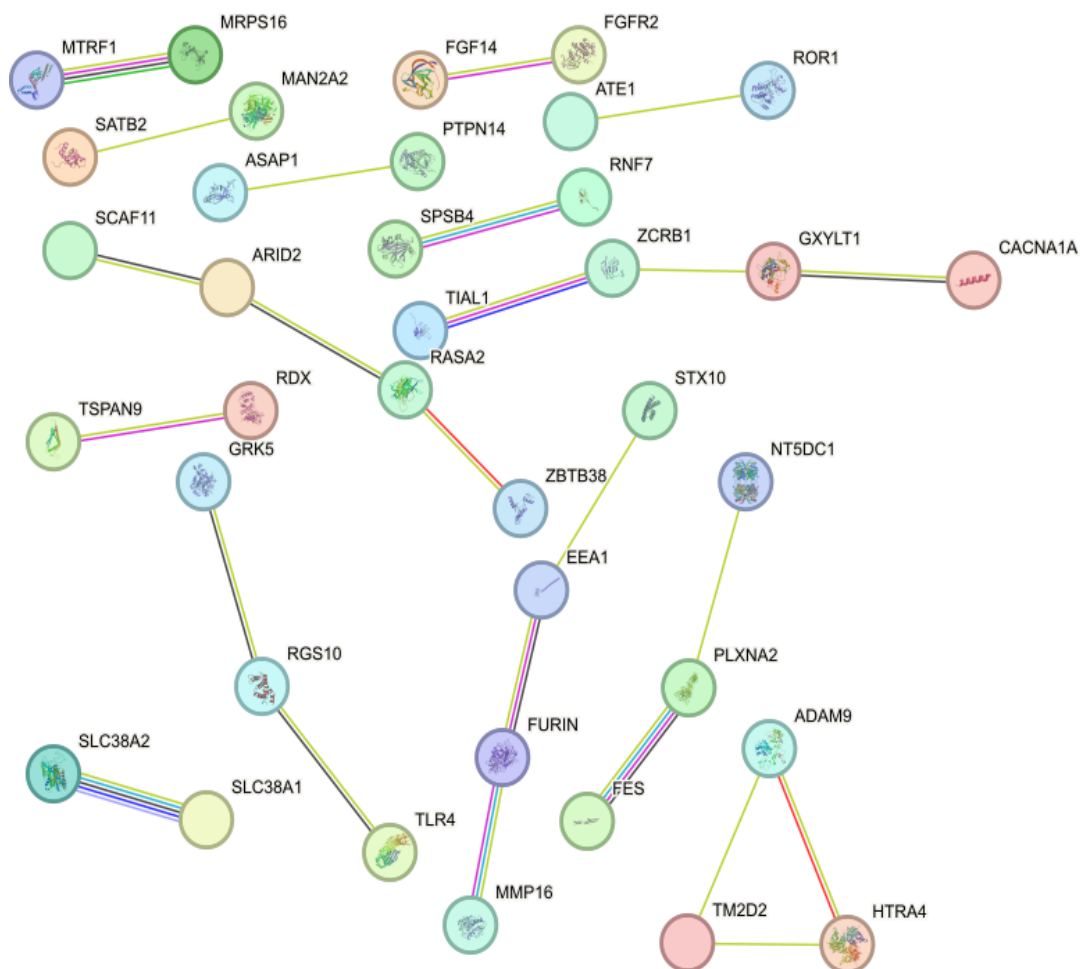 MRPS16
MTRF1
FGFR2
FGF14
ROR1
MAN2A2
ATE1
SATB2
PTPN14
ASAP1
RNF7
SPSB4
SCAF11
ZCRB1
GXYLT1
CACNA1A
ARID2
TIAL1
RASA2
RDX
STX10
TSPAN9
GRK5
NT5DC1
ZBTB38
EEA1
RGS10
PLXNA2
ADAM9
FURIN
SLC38A2
SLC38A1
FES
TLR4
MMP16
TM2D2
HTRA4